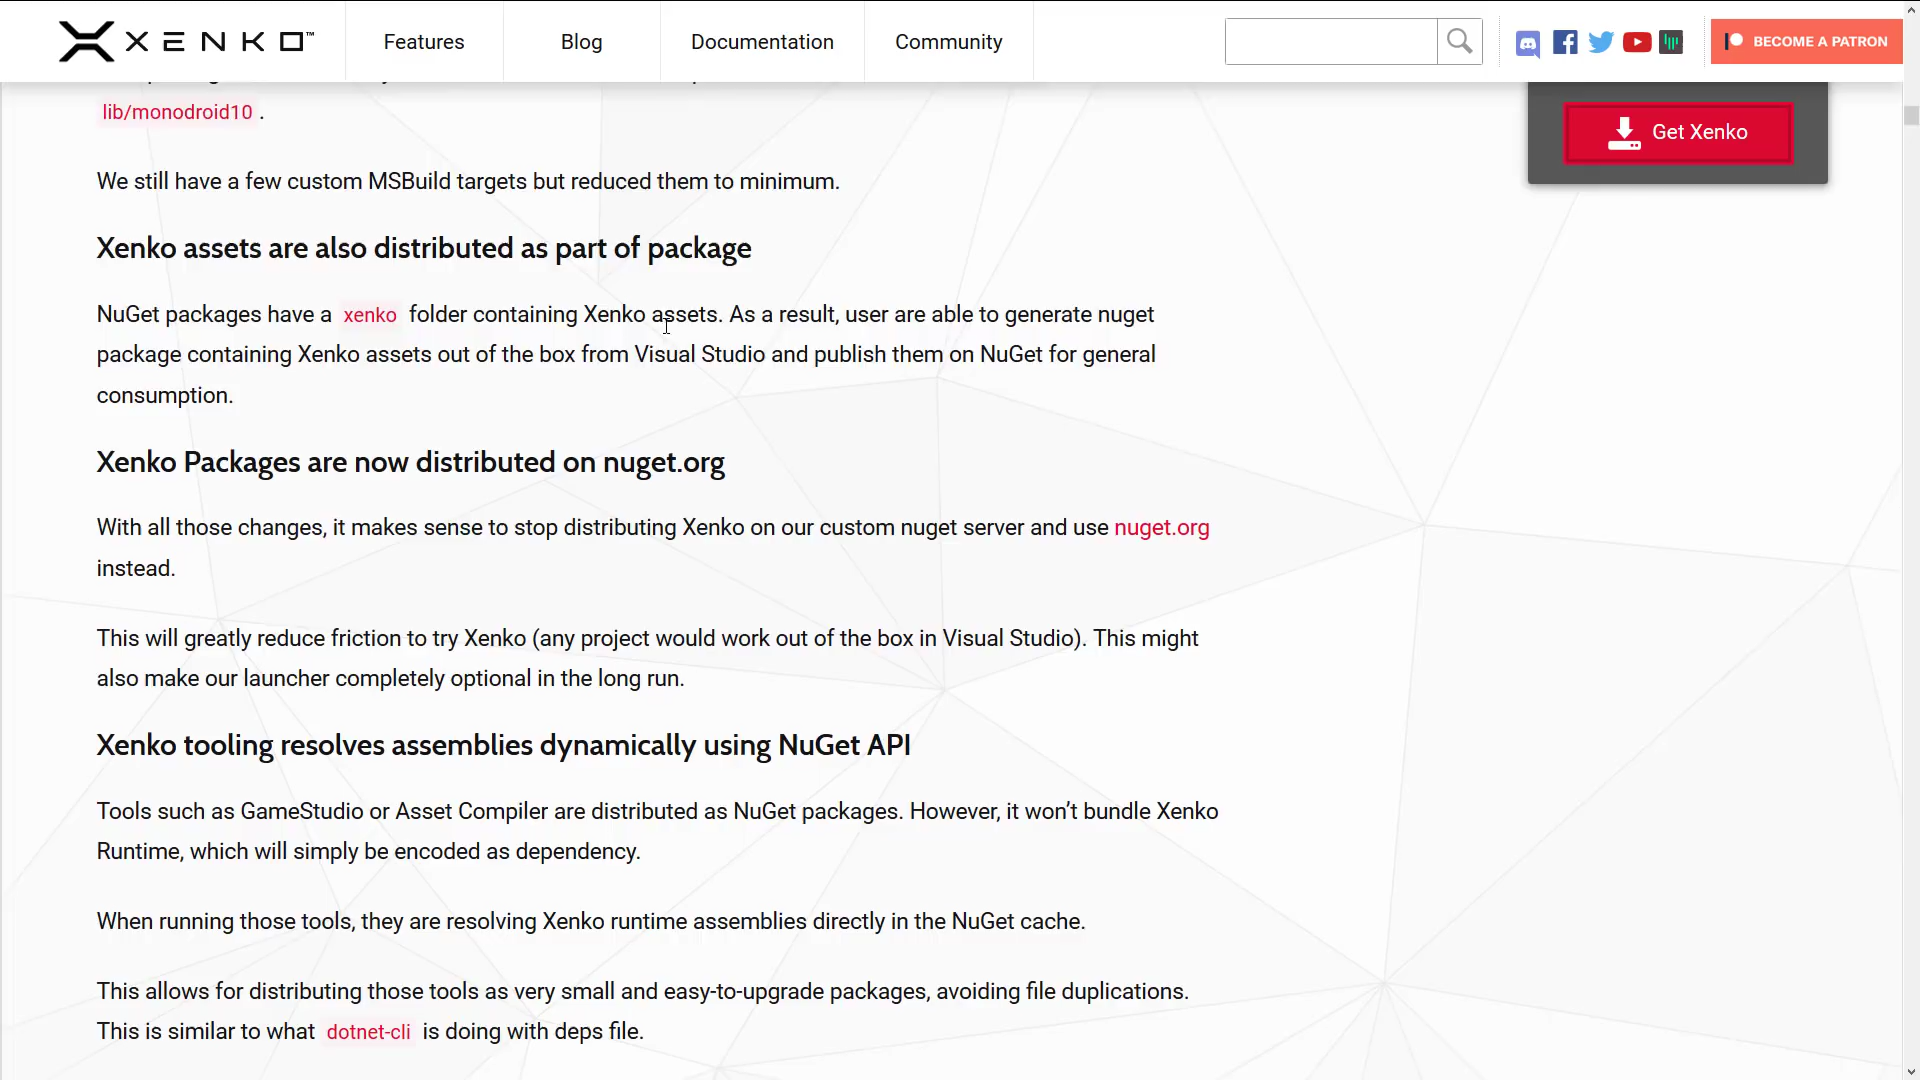 XENKO™
Features
Blog
Documentation
Community
BECOME A PATRON
lib/monodroid10 .
Get Xenko
We still have a few custom MSBuild targets but reduced them to minimum.
Xenko assets are also distributed as part of package
NuGet packages have a xenko folder containing Xenko assets. As a result, user are able to generate nuget
package containing Xenko assets out of the box from Visual Studio and publish them on NuGet for general
consumption.
Xenko Packages are now distributed on nuget.org
With all those changes, it makes sense to stop distributing Xenko on our custom nuget server and use nuget.org
instead.
This will greatly reduce friction to try Xenko (any project would work out of the box in Visual Studio). This might
also make our launcher completely optional in the long run.
Xenko tooling resolves assemblies dynamically using NuGet API
Tools such as GameStudio or Asset Compiler are distributed as NuGet packages. However, it won’t bundle Xenko
Runtime, which will simply be encoded as dependency.
When running those tools, they are resolving Xenko runtime assemblies directly in the NuGet cache.
This allows for distributing those tools as very small and easy-to-upgrade packages, avoiding file duplications.
This is similar to what dotnet-cli is doing with deps file.